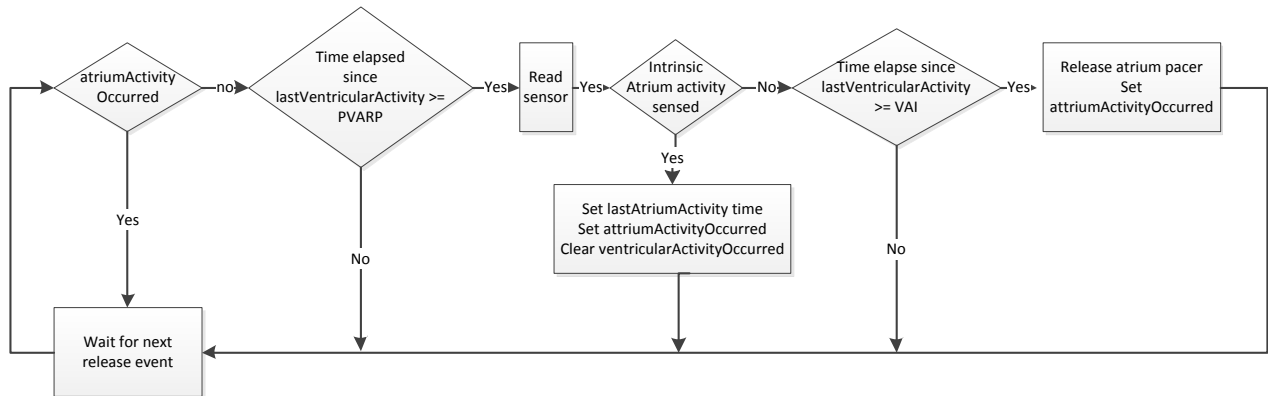 atriumActivity
Occurred
no
Time elapsed
since
lastVentricularActivity >=
PVARP
Yes
Read
sensor
Yes
Intrinsic
Atrium activity
sensed
No
Time elapse since
lastVentricularActivity
>= VAI
Yes
Release atrium pacer
Set
attriumActivityOccurred
Yes
Set lastAtriumActivity time
Set attriumActivityOccurred
Clear ventricularActivityOccurred
Yes
No
No
Wait for next
release event